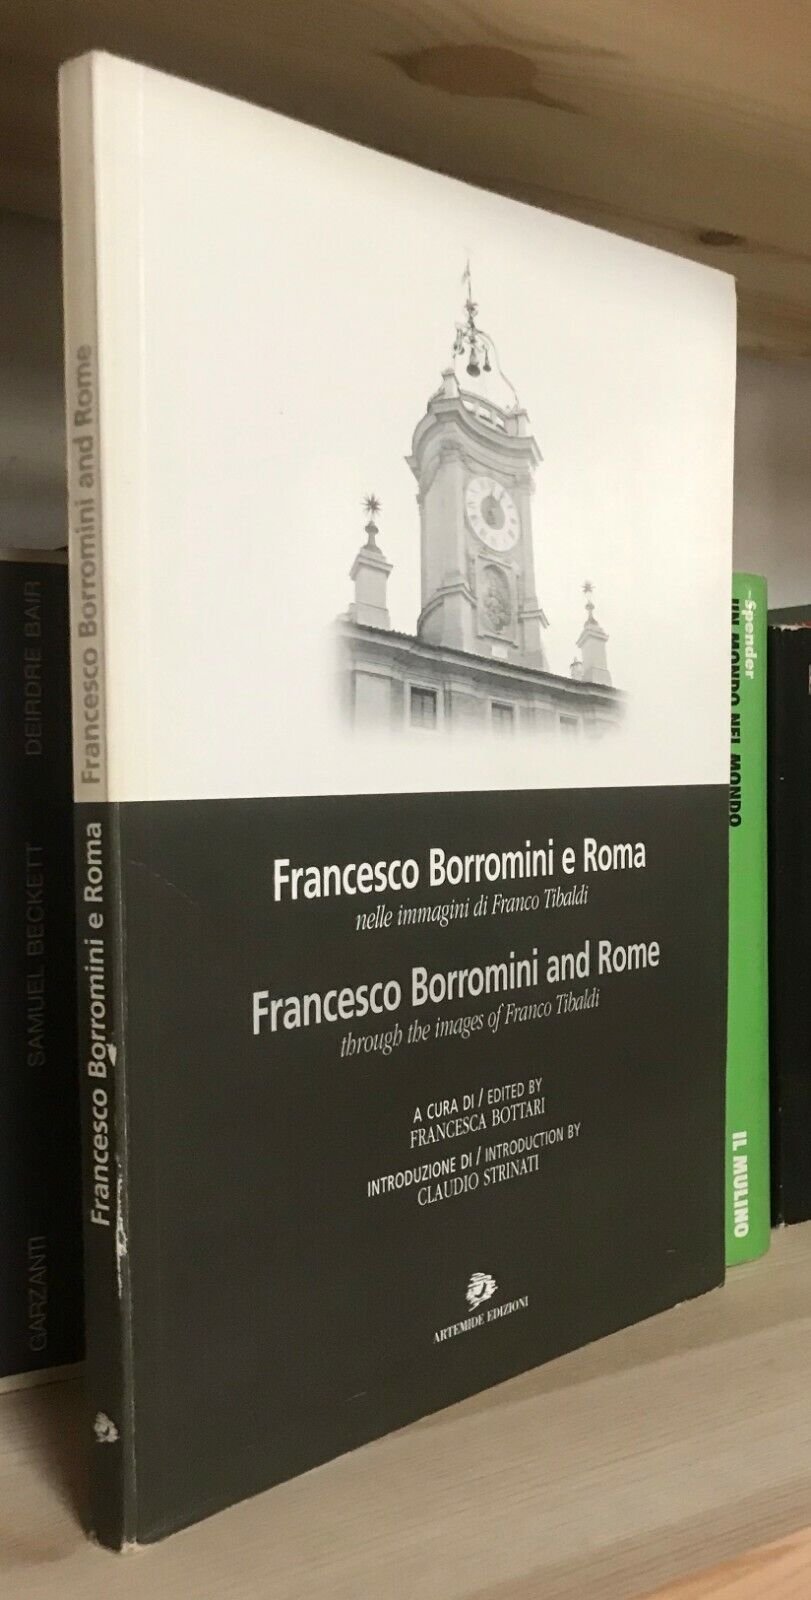 Francesco Borromini e Roma
nelle immagini di Franco Tibaldi
Francesco Borromini and Rome
through the images of Franco Tibaldi
A CURA DI / EDITED BY
FRANCESCA BOTTARI
INTRODUZIONE DI / INTRODUCTION BY
CLAUDIO STRINATI
ARTEMIDE EDIZIONI
Francesco Borromini e Roma
Francesco Borromini and Rome
GARZANTI
SAMUEL BECKETT
DEIRDRE BAIR
Spender
UN MONDO NEL MONDO
IL MULINO